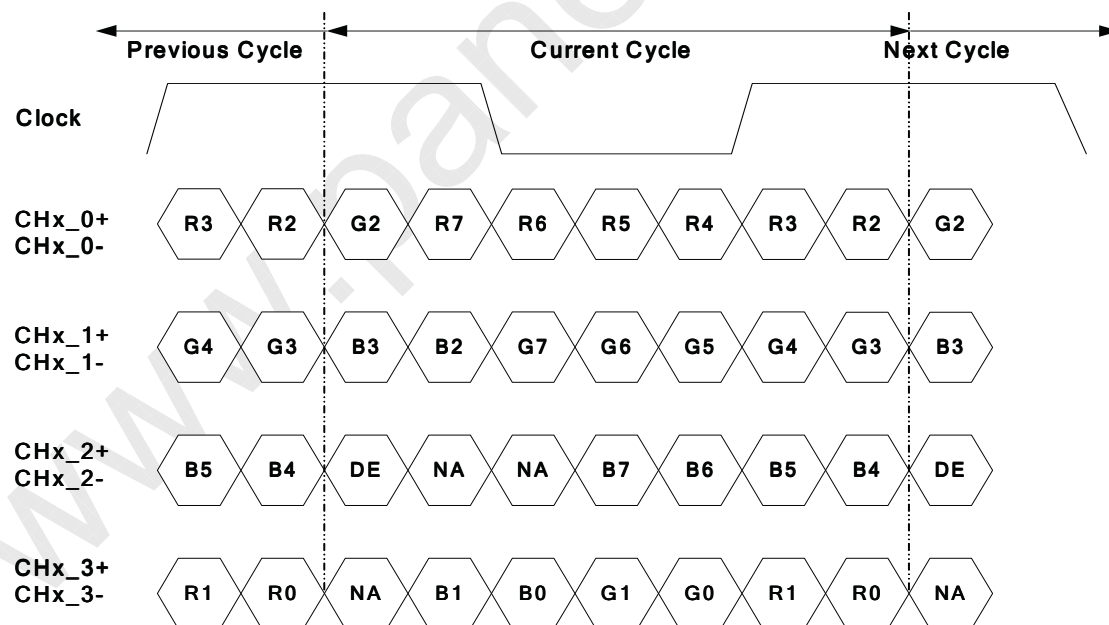 Previous Cycle Current Cycle Next Cycle
Clock
CHx_0+
CHx_0-
R3 R2 G2 R7 R6 R5 R4 R3 R2 G2
CHx_1+
CHx_1-
G4 G3 B3 B2 G7 G6 G5 G4 G3 B3
CHx_2+
CHx_2-
B5 B4 DE NA NA B7 B6 B5 B4 DE
CHx_3+
CHx_3-
R1 R0 NA B1 B0 G1 G0 R1 R0 NA
www.pane